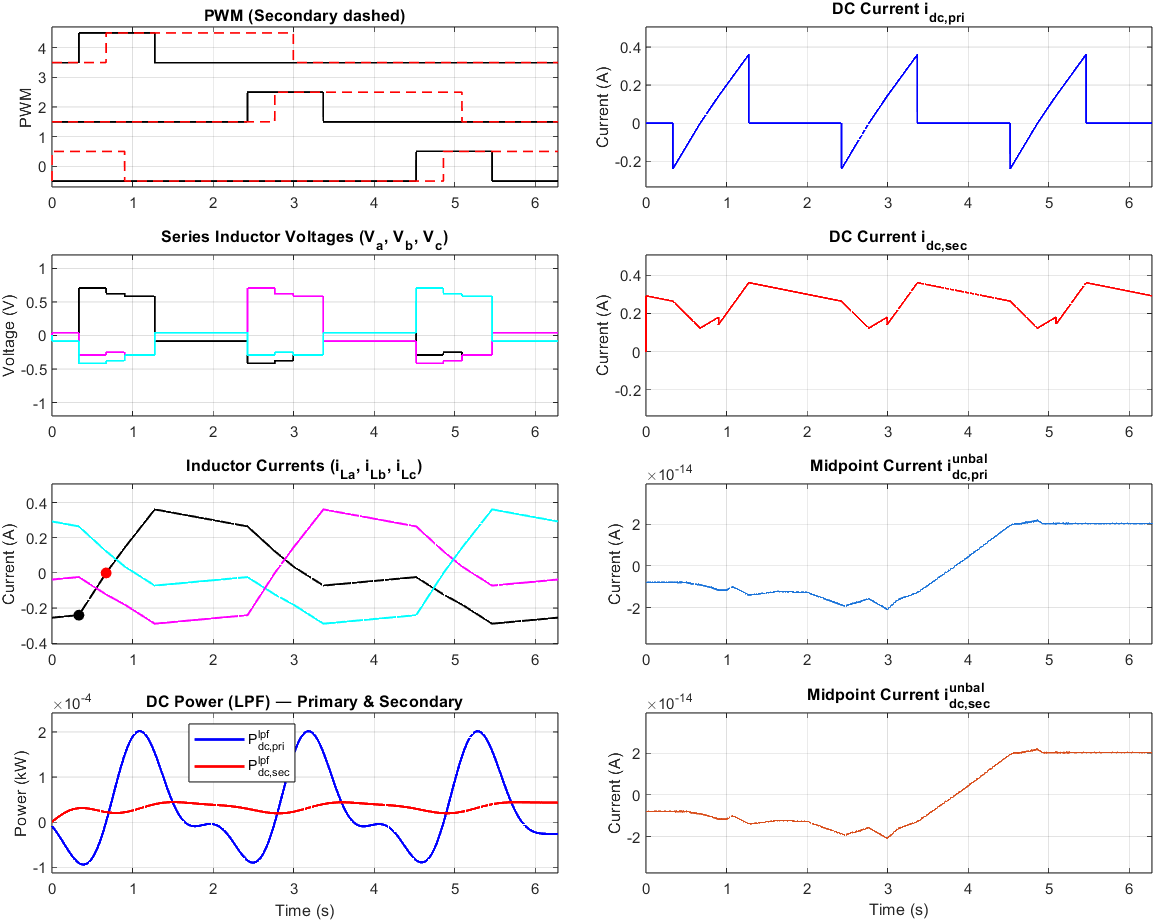 PWM (Secondary dashed)
PWM
4
3
2
1
0
0 1 2 3 4 5 6
DC Current i_dc,pri
Current (A)
0.4
0.2
0
-0.2
0 1 2 3 4 5 6
Series Inductor Voltages (V_a, V_b, V_c)
Voltage (V)
1
0.5
0
-0.5
-1
0 1 2 3 4 5 6
DC Current i_dc,sec
Current (A)
0.4
0.2
0
-0.2
0 1 2 3 4 5 6
Inductor Currents (i_La, i_Lb, i_Lc)
Current (A)
0.4
0.2
0
-0.2
-0.4
0 1 2 3 4 5 6
Midpoint Current i_dc,pri^unbal
×10^-14
Current (A)
2
0
-2
0 1 2 3 4 5 6
DC Power (LPF) — Primary & Secondary
×10^-4
Power (kW)
2
1
0
-1
P_dc,pri^lpf
P_dc,sec^lpf
0 1 2 3 4 5 6
Time (s)
Midpoint Current i_dc,sec^unbal
×10^-14
Current (A)
2
0
-2
0 1 2 3 4 5 6
Time (s)